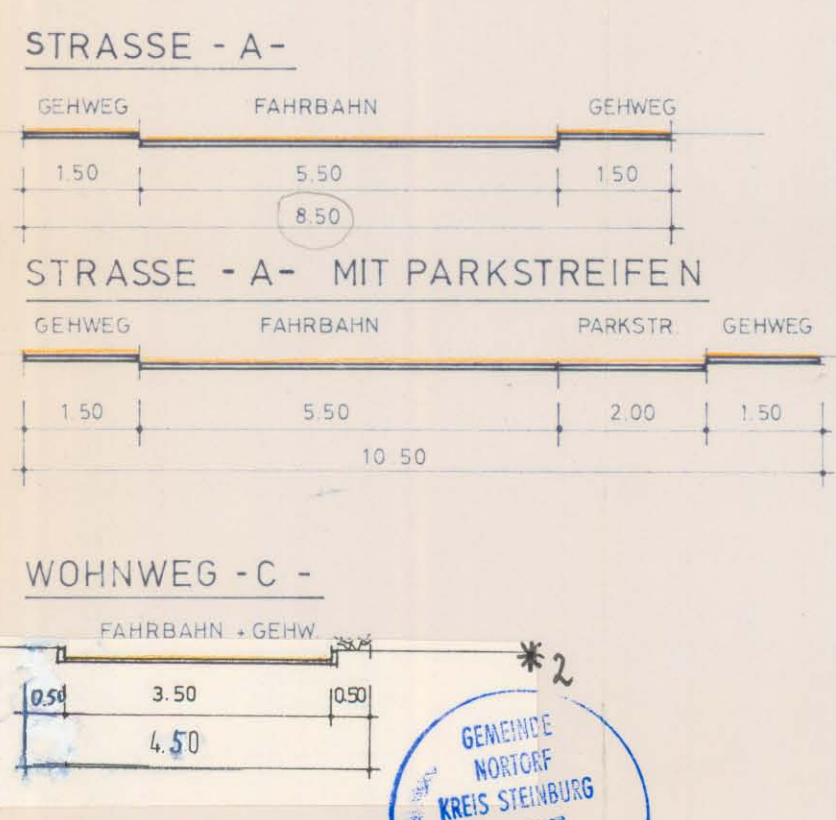 STRASSE - A -
GEHWEG FAHRBAHN GEHWEG
1.50 5.50 1.50
8.50
STRASSE - A - MIT PARKSTREIFEN
GEHWEG FAHRBAHN PARKSTR. GEHWEG
1.50 5.50 2.00 1.50
10.50
WOHNWEG - C -
FAHRBAHN + GEHW.
*2
0.50 3.50 0.50
4.50
GEMEINDE
NORTORF
KREIS STEINBURG